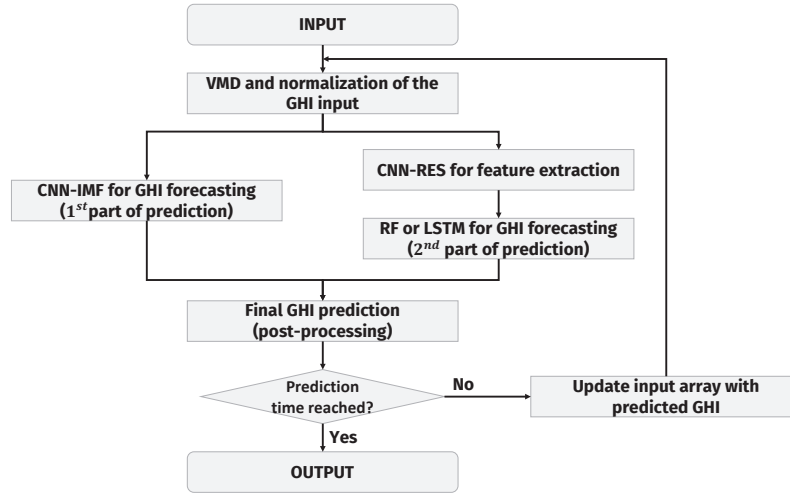 INPUT
VMD and normalization of the
GHI input
CNN-IMF for GHI forecasting
(1st part of prediction)
CNN-RES for feature extraction
RF or LSTM for GHI forecasting
(2nd part of prediction)
Final GHI prediction
(post-processing)
Prediction
time reached?
No
Update input array with
predicted GHI
Yes
OUTPUT